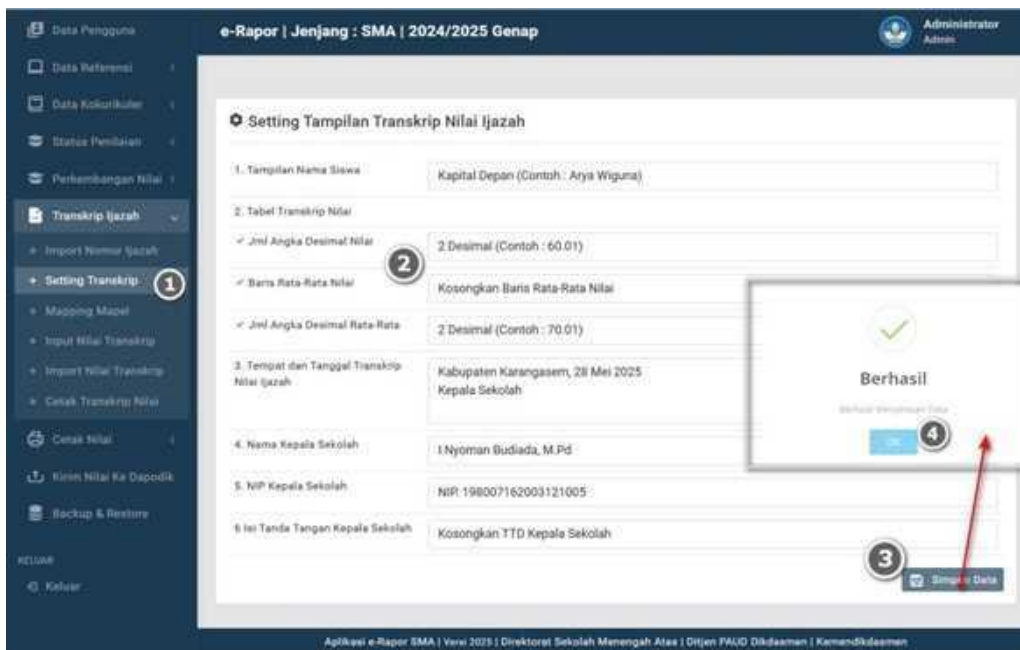 Data Pengguna
Data Referensi
Data Kokurikuler
Status Penilaian
Perkembangan Nilai
Transkrip Ijazah
Import Nomor Ijazah
Setting Transkrip
Mapping Mapel
Input Nilai Transkrip
Import Nilai Transkrip
Cetak Transkrip Nilai
Cetak Nilai
Kirim Nilai Ke Dapodik
Backup & Restore
KELUAR
Keluar
e-Rapor | Jenjang : SMA | 2024/2025 Genap
Administrator
Admin
Setting Tampilan Transkrip Nilai Ijazah
1. Tampilan Nama Siswa
Kapital Depan (Contoh : Arya Wiguna)
2. Tabel Transkrip Nilai
Jml Angka Desimal Nilai
2 Desimal (Contoh : 60.01)
Baris Rata-Rata Nilai
Kosongkan Baris Rata-Rata Nilai
Jml Angka Desimal Rata-Rata
2 Desimal (Contoh : 70.01)
3. Tempat dan Tanggal Transkrip
Nilai Ijazah
Kabupaten Karangasem, 28 Mei 2025
Kepala Sekolah
4. Nama Kepala Sekolah
I Nyoman Budiada, M.Pd
5. NIP Kepala Sekolah
NIP. 198007162003121005
6 Isi Tanda Tangan Kepala Sekolah
Kosongkan TTD Kepala Sekolah
Simpan Data
1
2
3
4
Berhasil
OK
Aplikasi e-Rapor SMA | Versi 2025 | Direktorat Sekolah Menengah Atas | Ditjen PAUD Dikdasmen | Kemendikdasmen